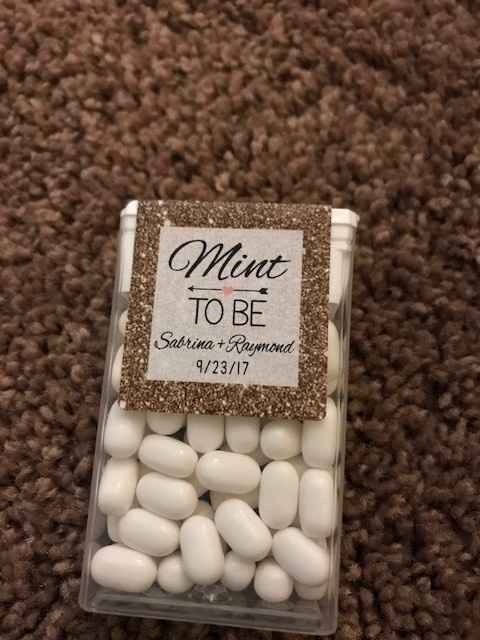 Mint
TO BE
Sabrina + Raymond
9/23/17